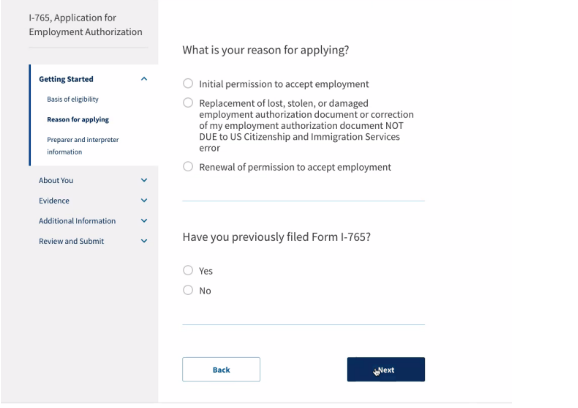 I-765, Application for
Employment Authorization
Getting Started
Basis of eligibility
Reason for applying
Preparer and interpreter
information
About You
Evidence
Additional Information
Review and Submit
What is your reason for applying?
Initial permission to accept employment
Replacement of lost, stolen, or damaged
employment authorization document or correction
of my employment authorization document NOT
DUE to US Citizenship and Immigration Services
error
Renewal of permission to accept employment
Have you previously filed Form I-765?
Yes
No
Back
Next